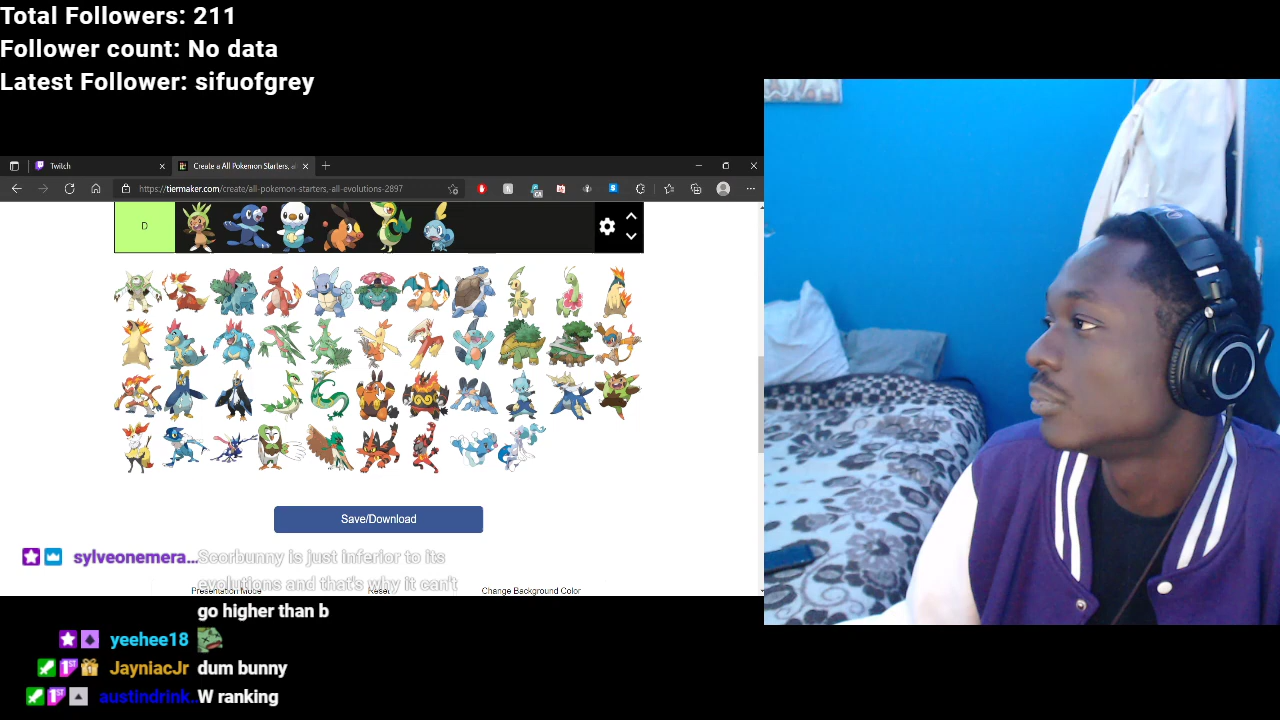 Total Followers: 211
Follower count: No data
Latest Follower: sifuofgrey
Twitch
Create a All Pokemon Starters, a
https://tiermaker.com/create/all-pokemon-starters,-all-evolutions-2897
D
Save/Download
Presentation Mode
Reset
Change Background Color
sylveonemera... Scorbunny is just inferior to its
evolutions and that's why it can't
go higher than b
yeehee18
JayniacJr dum bunny
austindrink.. W ranking